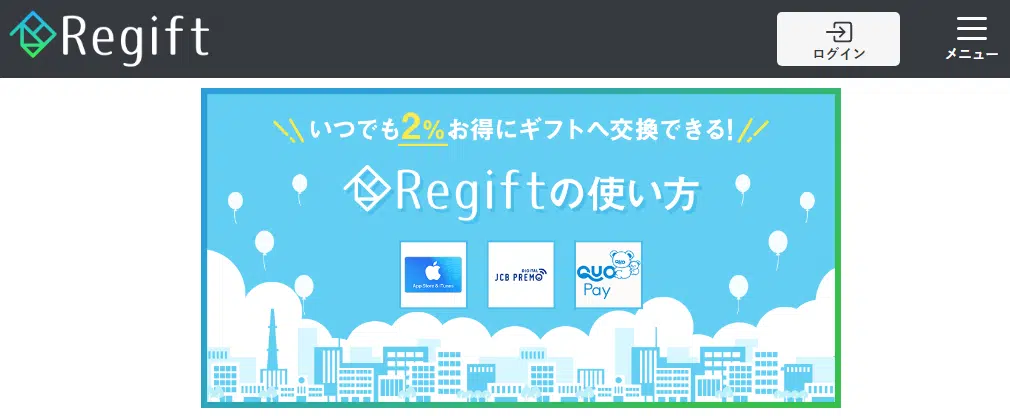 Regift
ログイン
メニュー
いつでも2%お得にギフトへ交換できる!
Regiftの使い方
App Store & iTunes
DIGITAL
JCB PREMO
QUO
QUO
Pay